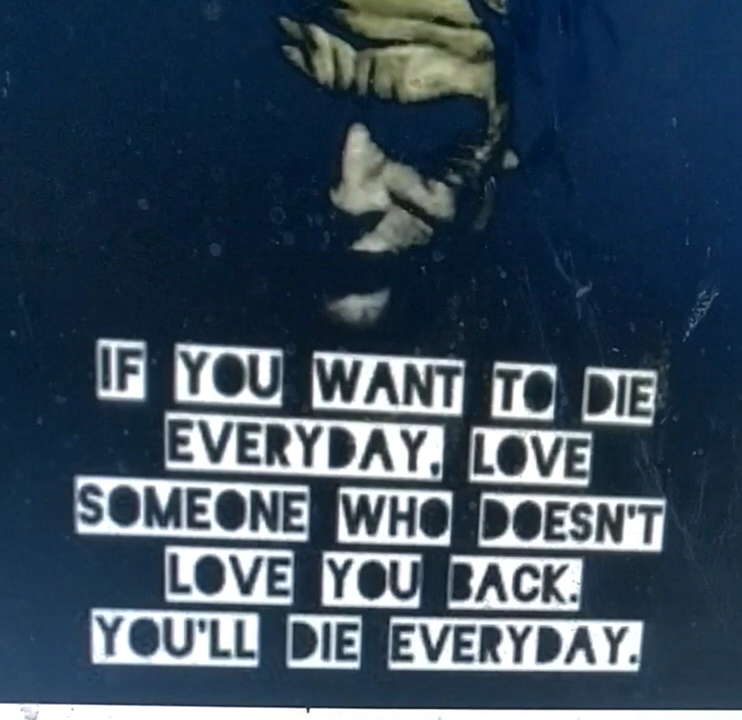 IF YOU WANT TO DIE
EVERYDAY, LOVE
SOMEONE WHO DOESN'T
LOVE YOU BACK.
YOU'LL DIE EVERYDAY.